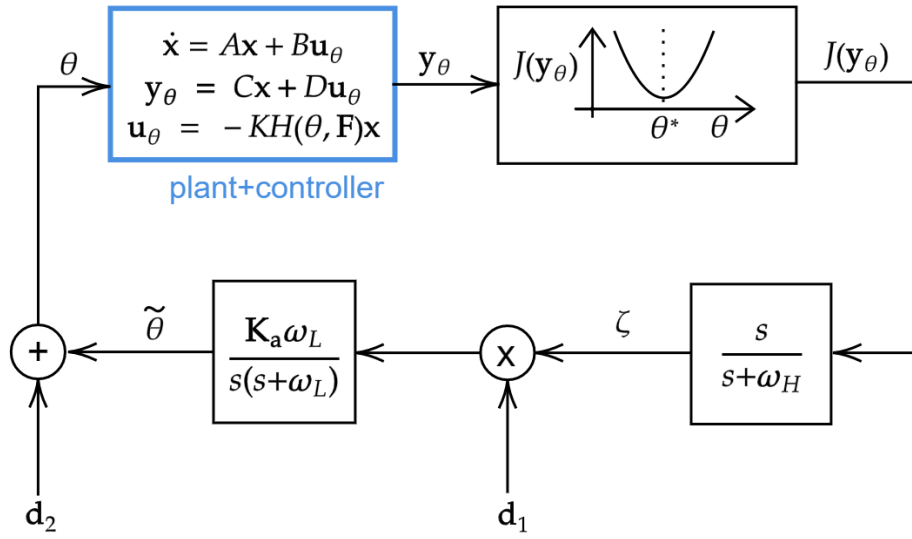 θ
ẋ = Ax + Bu_θ
y_θ = Cx + Du_θ
u_θ = − KH(θ, F)x
plant+controller
y_θ
J(y_θ)
θ* θ
J(y_θ)
+
θ̃
K_a ω_L
s(s+ω_L)
x
ζ
s
s+ω_H
d_2
d_1